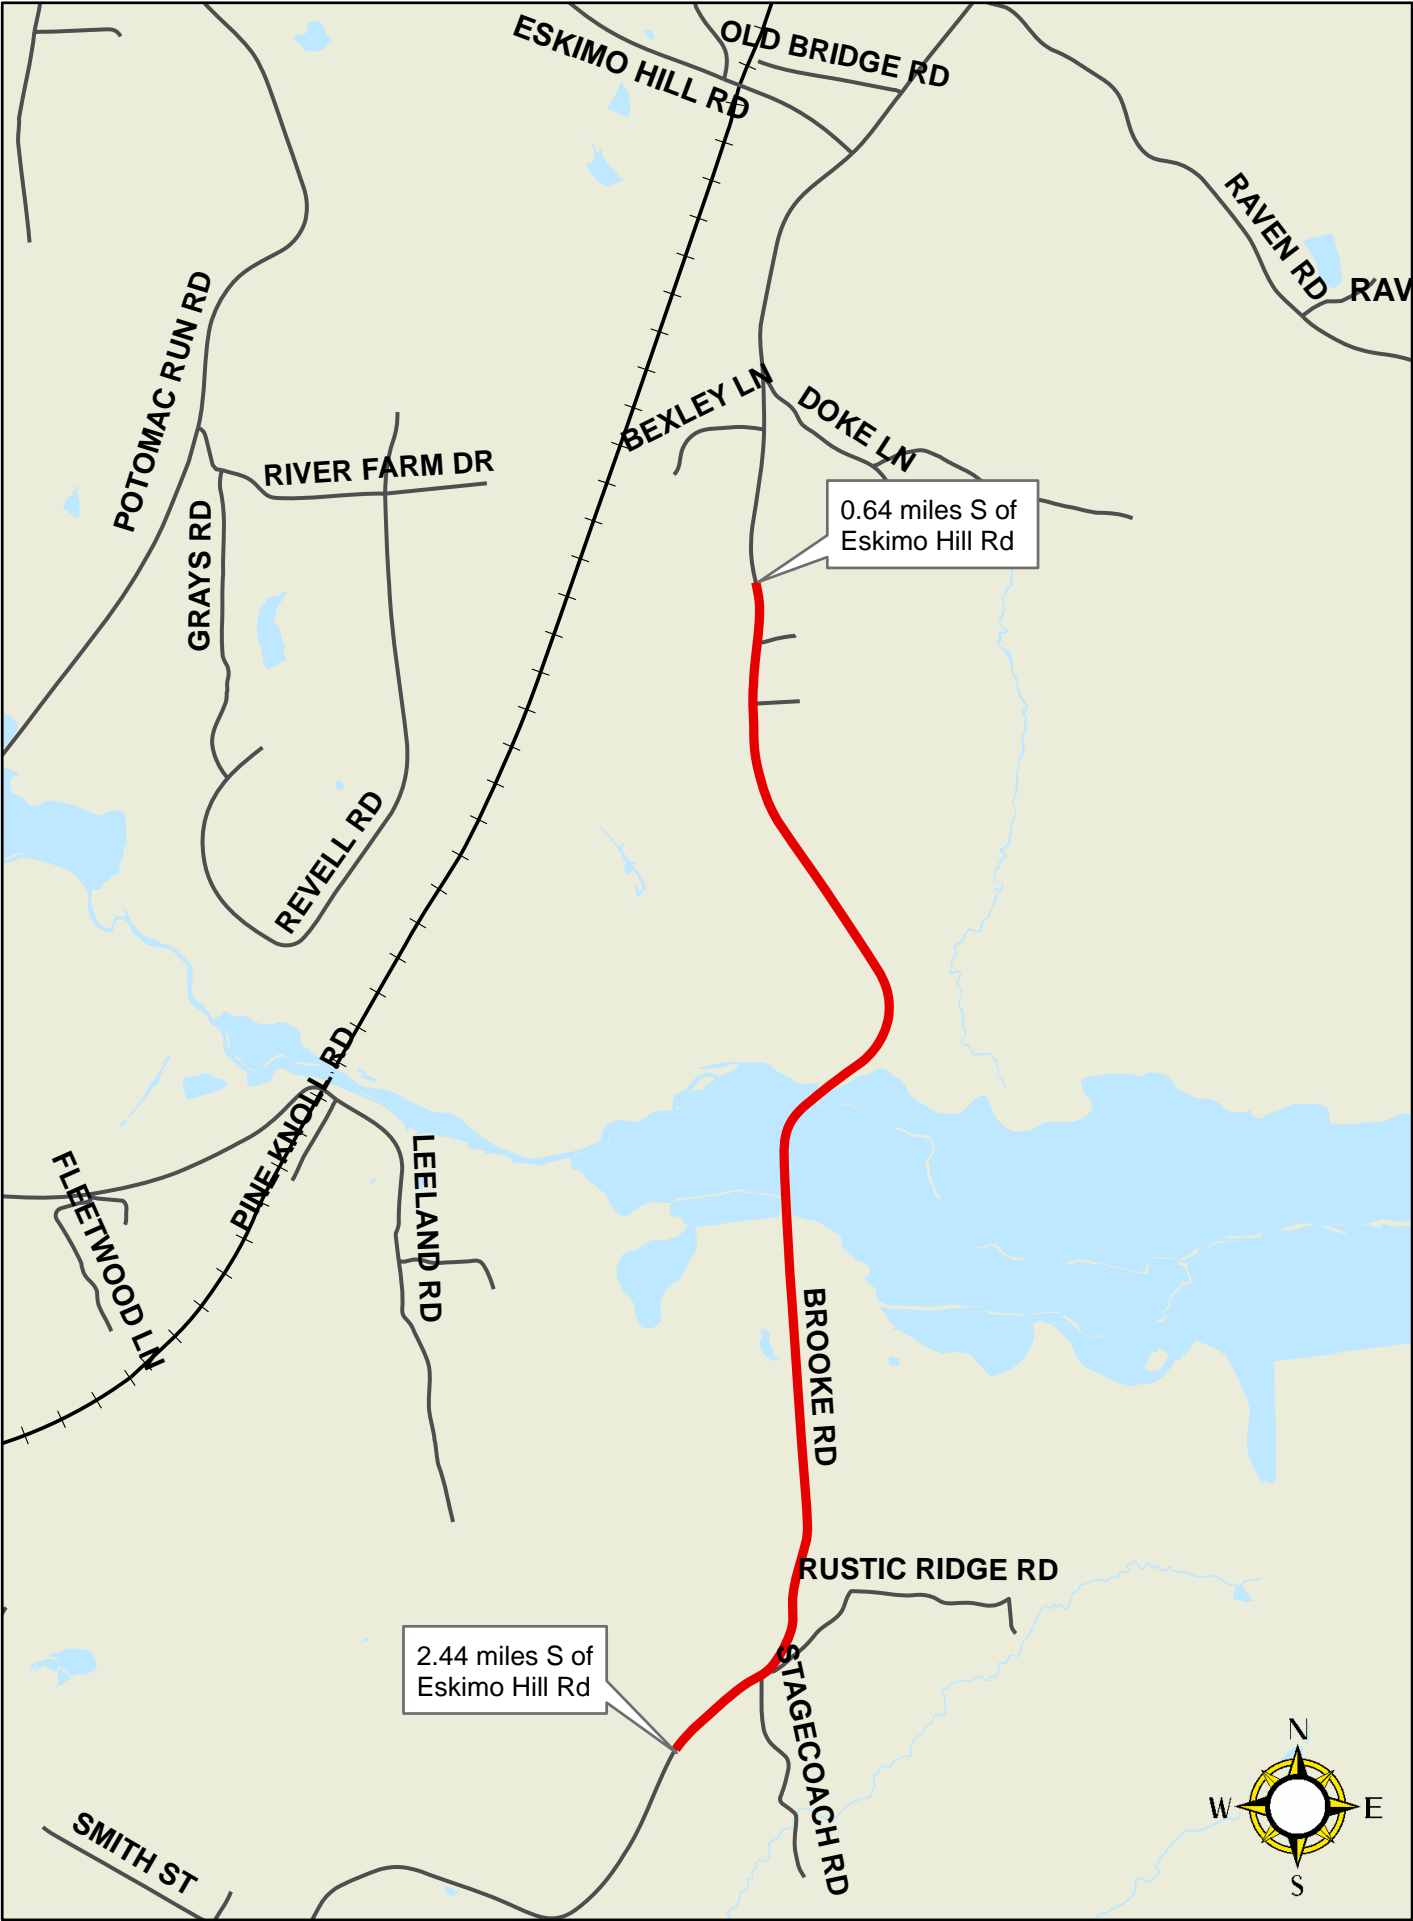 OLD BRIDGE RD
ESKIMO HILL RD
RAVEN RD
RAV
POTOMAC RUN RD
BEXLEY LN
DOKE LN
RIVER FARM DR
0.64 miles S of
Eskimo Hill Rd
GRAYS RD
REVELL RD
PINE KNOLL RD
LEELAND RD
FLEETWOOD LN
BROOKE RD
RUSTIC RIDGE RD
2.44 miles S of
Eskimo Hill Rd
STAGECOACH RD
SMITH ST
N
W
E
S